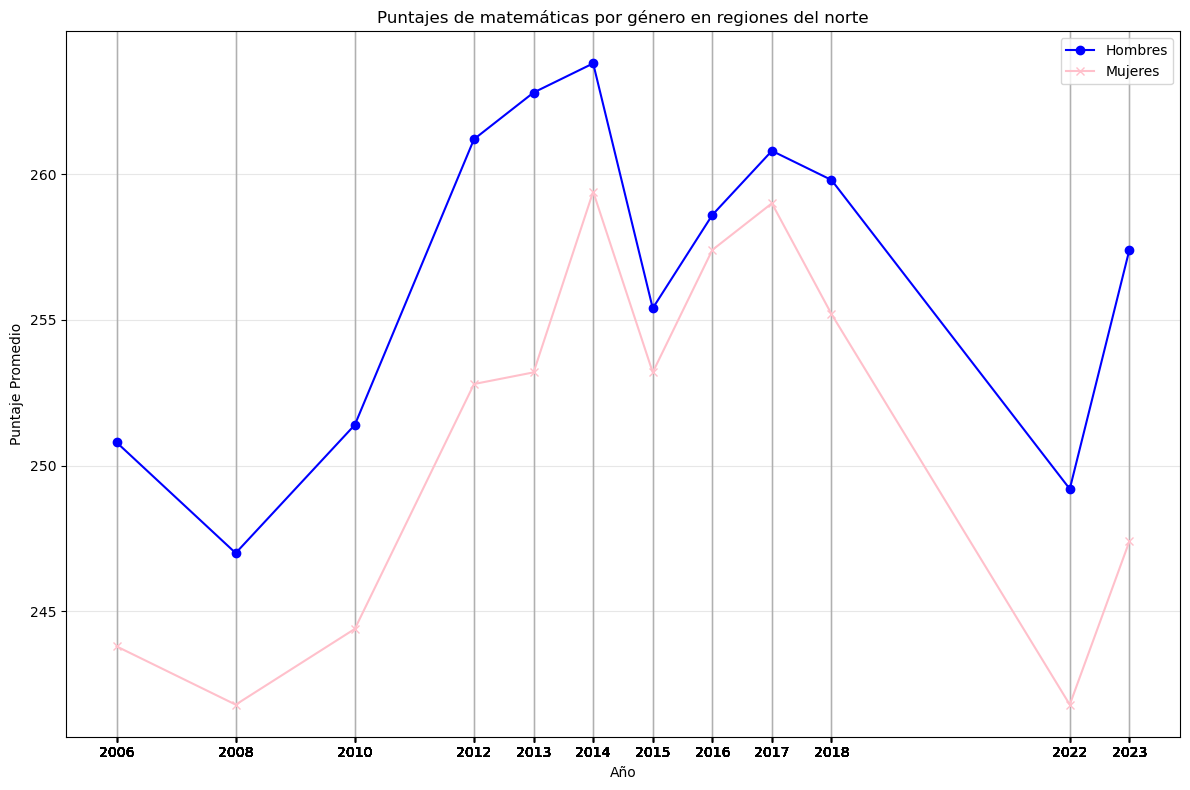 Puntajes de matemáticas por género en regiones del norte
Hombres
Mujeres
Puntaje Promedio
260
255
250
245
2006 2008 2010 2012 2013 2014 2015 2016 2017 2018 2022 2023
Año